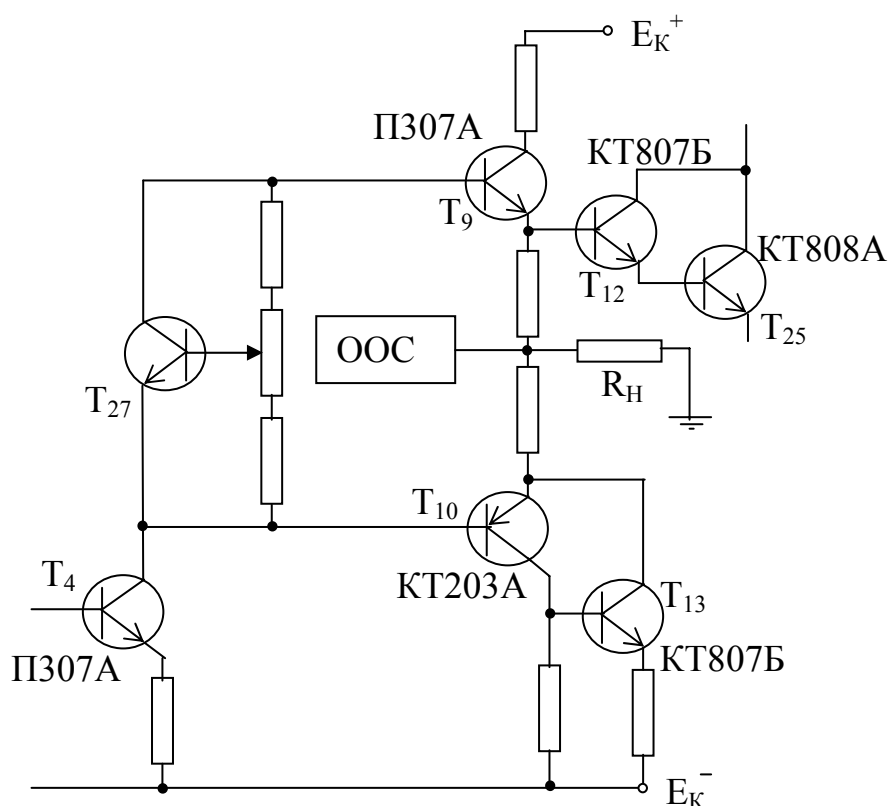 E_К^+
П307А
КТ807Б
T_9
КТ808А
T_12
T_25
ООС
R_Н
T_27
T_10
T_4
КТ203А
T_13
П307А
КТ807Б
E_К^-